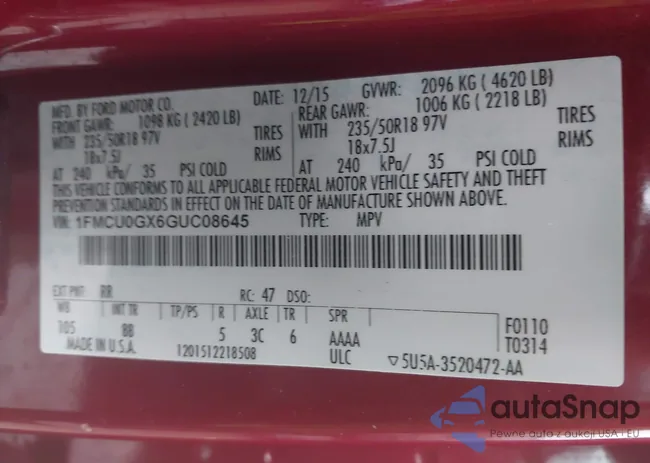 MFD. BY FORD MOTOR CO. DATE: 12/15 GVWR: 2096 KG ( 4620 LB)
FRONT GAWR: 1098 KG ( 2420 LB) REAR GAWR: 1006 KG ( 2218 LB)
WITH 235/50R18 97V TIRES WITH 235/50R18 97V TIRES
18x7.5J RIMS 18x7.5J RIMS
AT 240 kPa/ 35 PSI COLD AT 240 kPa/ 35 PSI COLD
THIS VEHICLE CONFORMS TO ALL APPLICABLE FEDERAL MOTOR VEHICLE SAFETY AND THEFT
PREVENTION STANDARDS IN EFFECT ON THE DATE OF MANUFACTURE SHOWN ABOVE.
VIN: 1FMCU0GX6GUC08645 TYPE: MPV
EXT PNT: RR RC: 47 DSO:
WB INT TR TP/PS R AXLE TR SPR
105 BB 5 3C 6 AAAA
F0110
T0314
MADE IN U.S.A. 1201512218508 ULC ▽5U5A-3520472-AA
autaSnap
Pewne auta z aukcji USA i EU